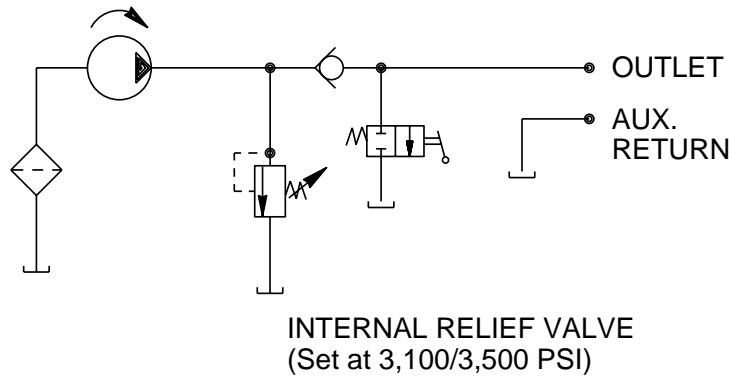 OUTLET
AUX.
RETURN
INTERNAL RELIEF VALVE
(Set at 3,100/3,500 PSI)